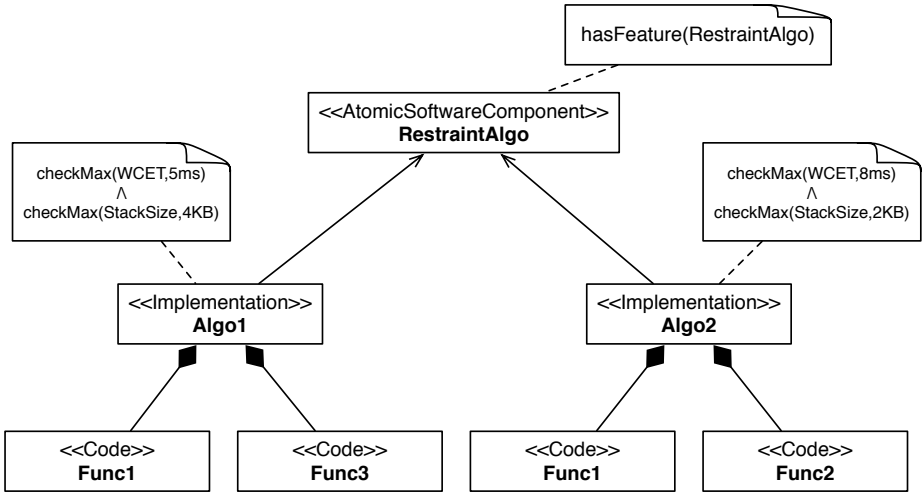 hasFeature(RestraintAlgo)
<<AtomicSoftwareComponent>>
RestraintAlgo
checkMax(WCET,5ms)
Λ
checkMax(StackSize,4KB)
checkMax(WCET,8ms)
Λ
checkMax(StackSize,2KB)
<<Implementation>>
Algo1
<<Implementation>>
Algo2
<<Code>>
Func1
<<Code>>
Func3
<<Code>>
Func1
<<Code>>
Func2